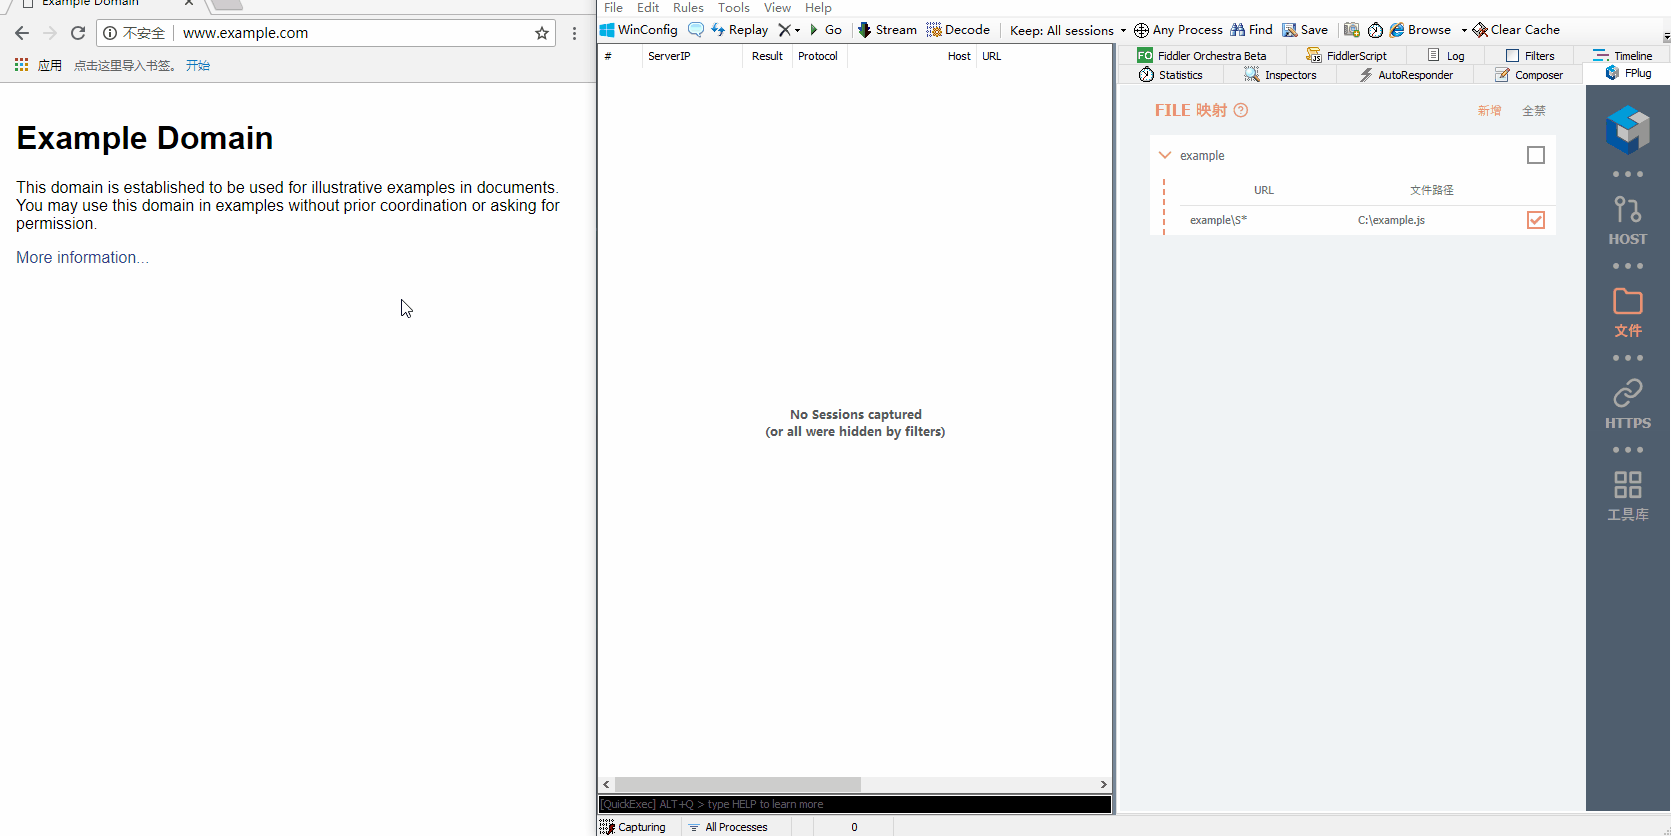 Example Domain
不安全 www.example.com
应用 点击这里导入书签。 开始
Example Domain
This domain is established to be used for illustrative examples in documents.
You may use this domain in examples without prior coordination or asking for
permission.
More information...
File Edit Rules Tools View Help
WinConfig Replay Go Stream Decode Keep: All sessions Any Process Find Save Browse Clear Cache
# ServerIP Result Protocol Host URL
No Sessions captured
(or all were hidden by filters)
[QuickExec] ALT+Q > type HELP to learn more
Capturing All Processes 0
FO Fiddler Orchestra Beta FiddlerScript Log Filters Timeline
Statistics Inspectors AutoResponder Composer FPlug
FILE 映射 ? 新增 全禁
example
URL 文件路径
example\S* C:\example.js
HOST
文件
HTTPS
工具库